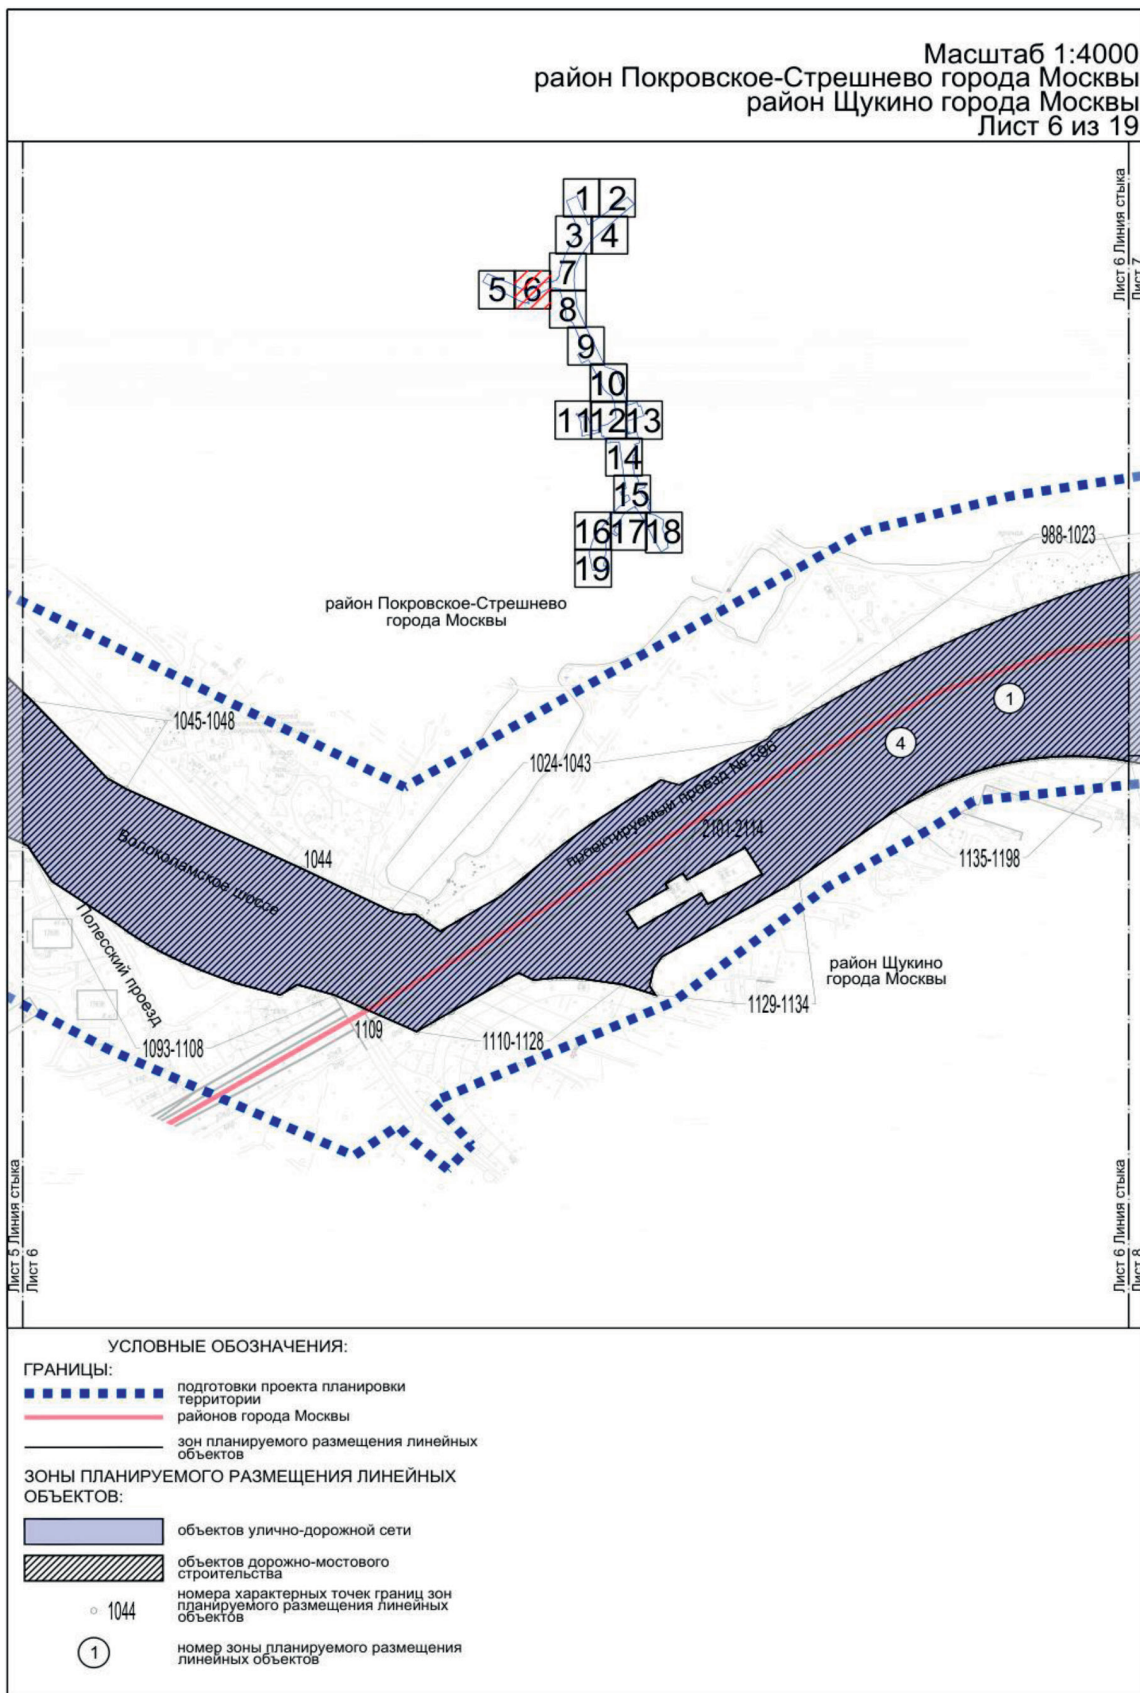 Масштаб 1:4000
район Покровское-Стрешнево города Москвы
район Щукино города Москвы
Лист 6 из 19
Лист 6 Линия стыка
Лист 7
1 2
3 4
7
5 6
8
9
10
11 12 13
14
15
16 17 18
19
988-1023
район Покровское-Стрешнево
города Москвы
1045-1048
1
4
1024-1043
проектируемый проезд № 596
2101-2114
Волоколамское шоссе
1044
1135-1198
Полесский проезд
район Щукино
города Москвы
1129-1134
1093-1108
1109
1110-1128
Лист 5 Линия стыка
Лист 6
Лист 6 Линия стыка
Лист 8
УСЛОВНЫЕ ОБОЗНАЧЕНИЯ:
ГРАНИЦЫ:
подготовки проекта планировки
территории
районов города Москвы
зон планируемого размещения линейных
объектов
ЗОНЫ ПЛАНИРУЕМОГО РАЗМЕЩЕНИЯ ЛИНЕЙНЫХ
ОБЪЕКТОВ:
объектов улично-дорожной сети
объектов дорожно-мостового
строительства
1044
номера характерных точек границ зон
планируемого размещения линейных
объектов
1
номер зоны планируемого размещения
линейных объектов